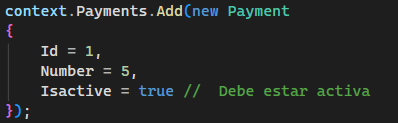 context.Payments.Add(new Payment
{
    Id = 1,
    Number = 5,
    Isactive = true //  Debe estar activa
});